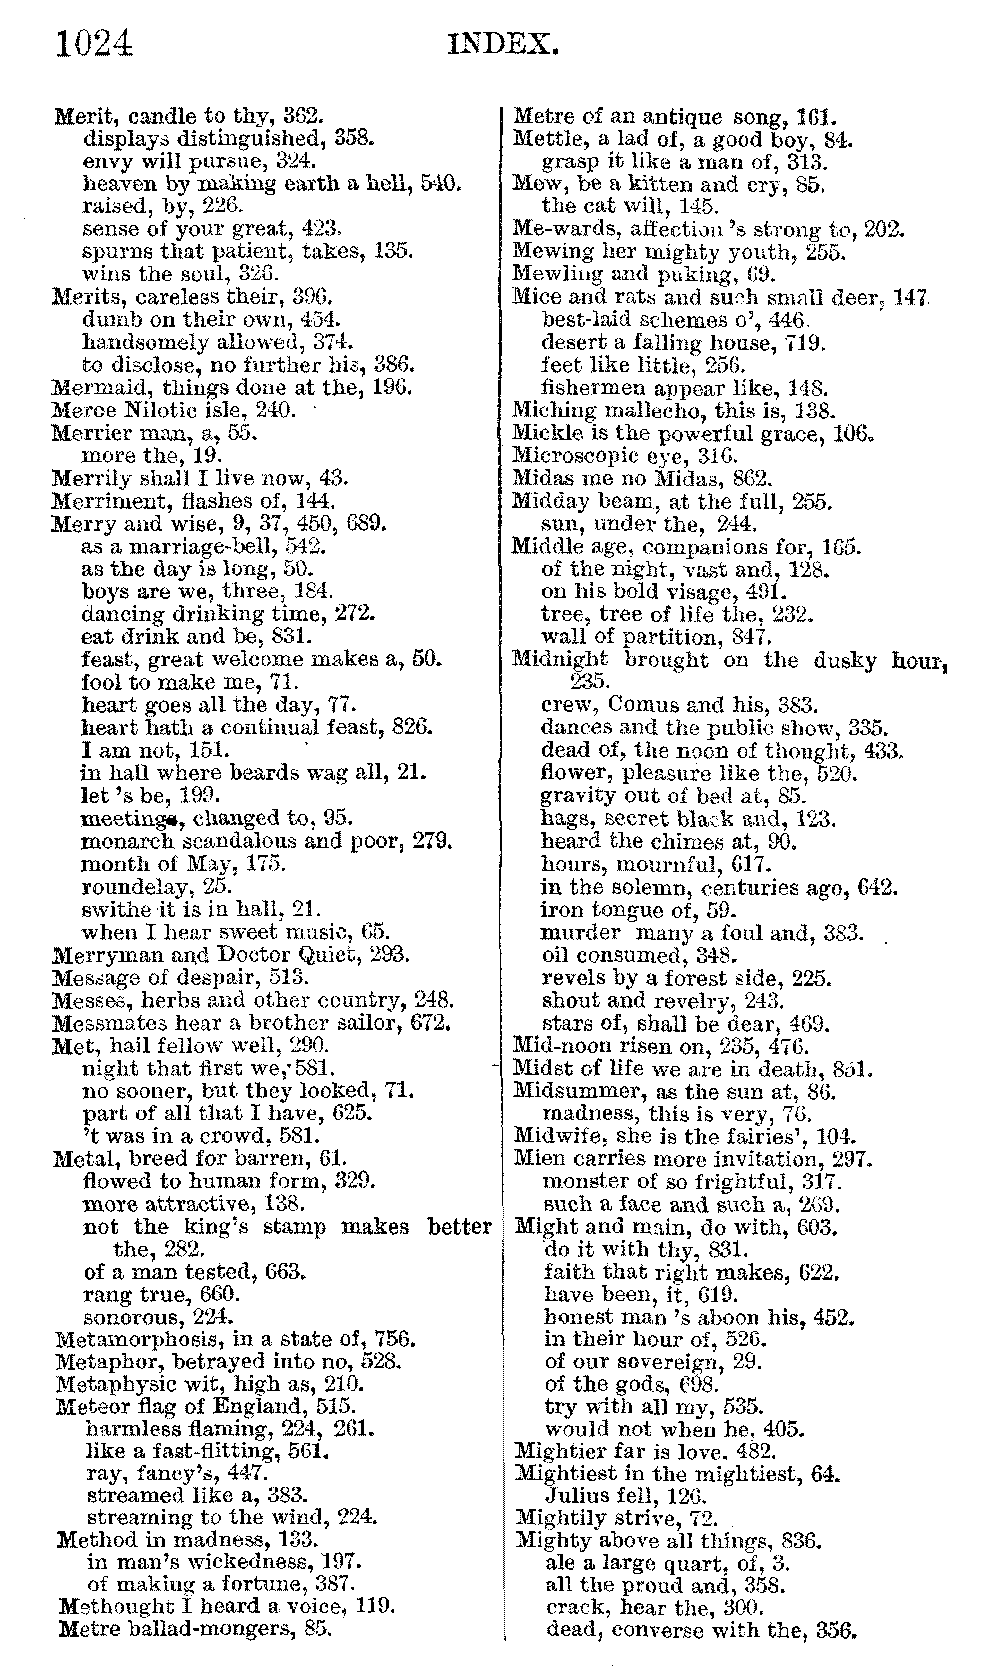 1024 INDEX.
Merit, candle to thy, 362.
displays distinguished, 358.
envy will pursue, 324.
heaven by making earth a hell, 540.
raised, by, 226.
sense of your great, 423.
spurns that patient, takes, 135.
wins the soul, 326.
Merits, careless their, 396.
dumb on their own, 454.
handsomely allowed, 374.
to disclose, no further his, 386.
Mermaid, things done at the, 196.
Meroe Nilotic isle, 240.
Merrier man, a, 55.
more the, 19.
Merrily shall I live now, 43.
Merriment, flashes of, 144.
Merry and wise, 9, 37, 450, 689.
as a marriage-bell, 542.
as the day is long, 50.
boys are we, three, 184.
dancing drinking time, 272.
eat drink and be, 831.
feast, great welcome makes a, 50.
fool to make me, 71.
heart goes all the day, 77.
heart hath a continual feast, 826.
I am not, 151.
in hall where beards wag all, 21.
let 's be, 199.
meetings, changed to, 95.
monarch scandalous and poor, 279.
month of May, 175.
roundelay, 25.
swithe it is in hall, 21.
when I hear sweet music, 65.
Merryman and Doctor Quiet, 293.
Message of despair, 513.
Messes, herbs and other country, 248.
Messmates hear a brother sailor, 672.
Met, hail fellow well, 290.
night that first we, 581.
no sooner, but they looked, 71.
part of all that I have, 625.
't was in a crowd, 581.
Metal, breed for barren, 61.
flowed to human form, 329.
more attractive, 138.
not the king's stamp makes better
the, 282.
of a man tested, 663.
rang true, 660.
sonorous, 224.
Metamorphosis, in a state of, 756.
Metaphor, betrayed into no, 528.
Metaphysic wit, high as, 210.
Meteor flag of England, 515.
harmless flaming, 224, 261.
like a fast-flitting, 561.
ray, fancy's, 447.
streamed like a, 383.
streaming to the wind, 224.
Method in madness, 133.
in man's wickedness, 197.
of making a fortune, 387.
Methought I heard a voice, 119.
Metre ballad-mongers, 85.
Metre of an antique song, 161.
Mettle, a lad of, a good boy, 84.
grasp it like a man of, 313.
Mew, be a kitten and cry, 85.
the cat will, 145.
Me-wards, affection 's strong to, 202.
Mewing her mighty youth, 255.
Mewling and puking, 69.
Mice and rats and such small deer, 147.
best-laid schemes o', 446.
desert a falling house, 719.
feet like little, 256.
fishermen appear like, 148.
Miching mallecho, this is, 138.
Mickle is the powerful grace, 106.
Microscopic eye, 316.
Midas me no Midas, 862.
Midday beam, at the full, 255.
sun, under the, 244.
Middle age, companions for, 165.
of the night, vast and, 128.
on his bold visage, 491.
tree, tree of life the, 232.
wall of partition, 847.
Midnight brought on the dusky hour,
235.
crew, Comus and his, 383.
dances and the public show, 335.
dead of, the noon of thought, 433.
flower, pleasure like the, 520.
gravity out of bed at, 85.
hags, secret black and, 123.
heard the chimes at, 90.
hours, mournful, 617.
in the solemn, centuries ago, 642.
iron tongue of, 59.
murder many a foul and, 383.
oil consumed, 348.
revels by a forest side, 225.
shout and revelry, 243.
stars of, shall be dear, 469.
Mid-noon risen on, 235, 476.
Midst of life we are in death, 851.
Midsummer, as the sun at, 86.
madness, this is very, 76.
Midwife, she is the fairies', 104.
Mien carries more invitation, 297.
monster of so frightful, 317.
such a face and such a, 269.
Might and main, do with, 603.
do it with thy, 831.
faith that right makes, 622.
have been, it, 619.
honest man 's aboon his, 452.
in their hour of, 526.
of our sovereign, 29.
of the gods, 698.
try with all my, 535.
would not when he, 405.
Mightier far is love, 482.
Mightiest in the mightiest, 64.
Julius fell, 126.
Mightily strive, 72.
Mighty above all things, 836.
ale a large quart, of, 3.
all the proud and, 358.
crack, hear the, 300.
dead, converse with the, 356.